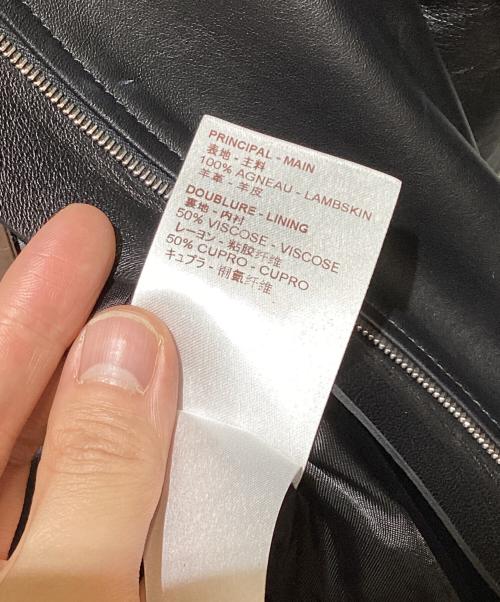 PRINCIPAL - MAIN
表地 - 主料
100% AGNEAU - LAMBSKIN
羊革 - 羊皮
DOUBLURE - LINING
裏地 - 内衬
50% VISCOSE - VISCOSE
レーヨン - 粘胶纤维
50% CUPRO - CUPRO
キュプラ - 铜氨纤维